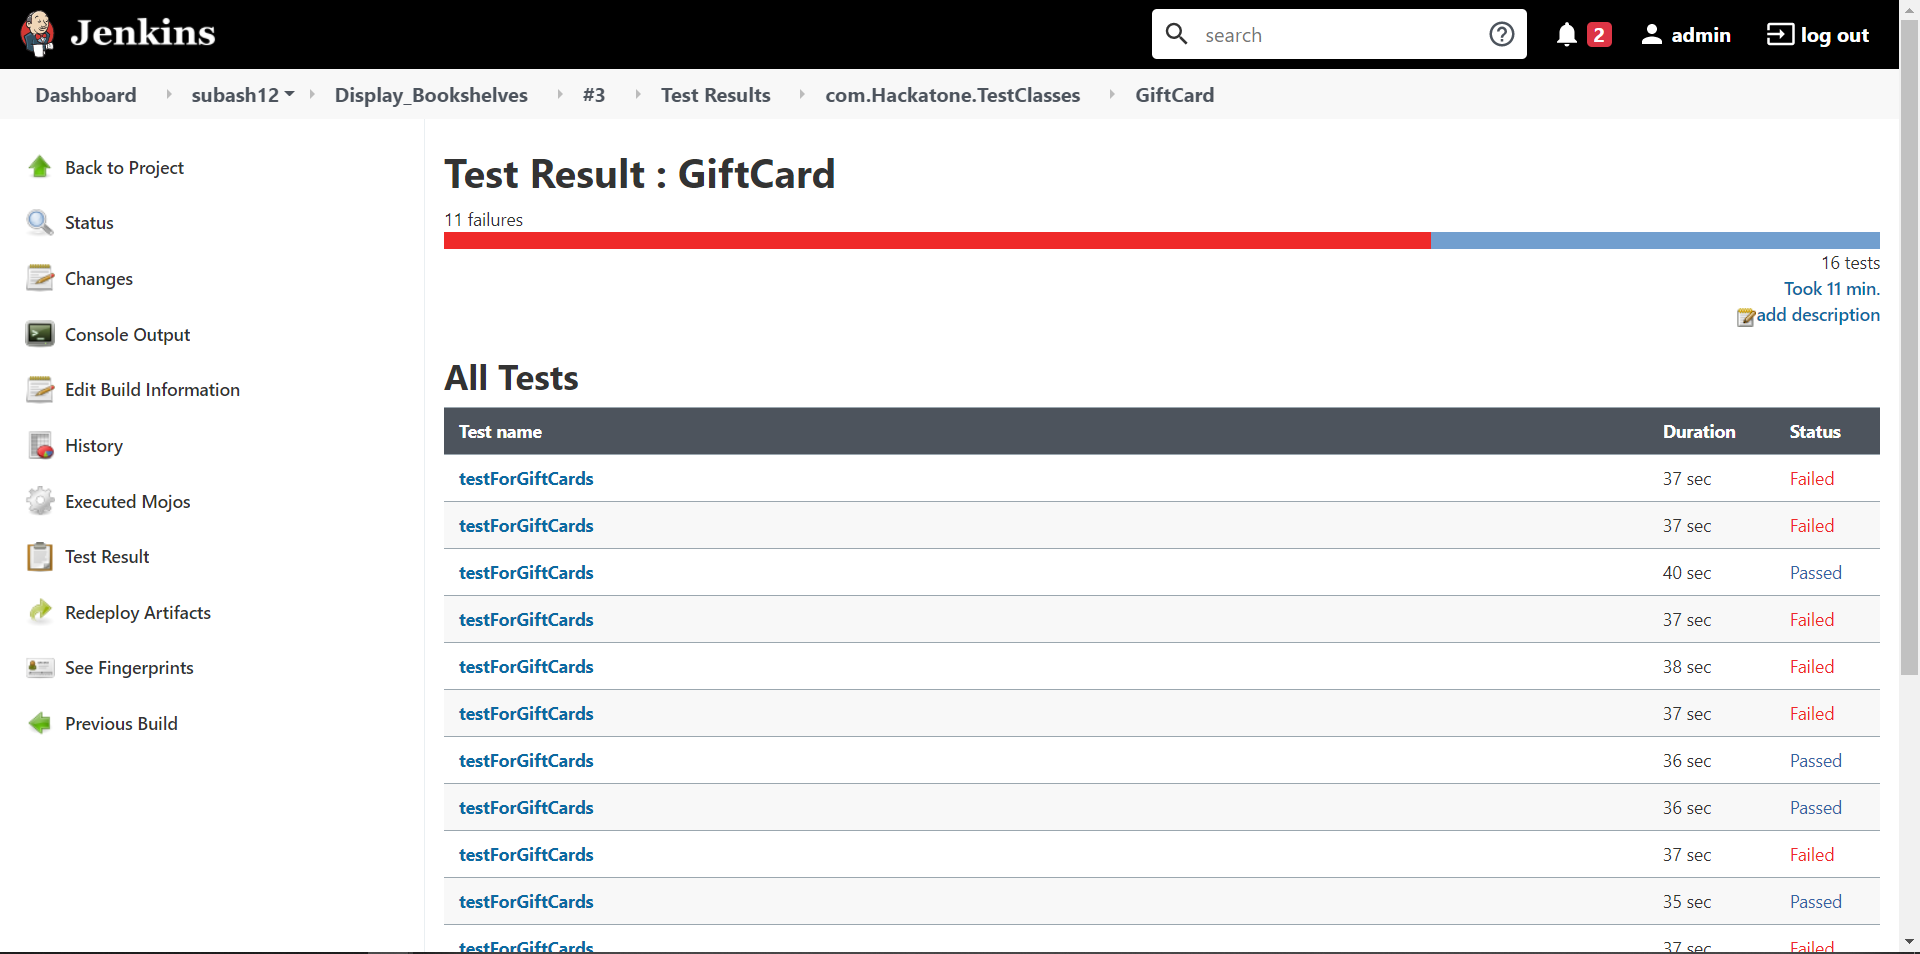 Jenkins search 2 admin log out
Dashboard subash12 Display_Bookshelves #3 Test Results com.Hackatone.TestClasses GiftCard
Back to Project
Status
Changes
Console Output
Edit Build Information
History
Executed Mojos
Test Result
Redeploy Artifacts
See Fingerprints
Previous Build
Test Result : GiftCard
11 failures
16 tests
Took 11 min.
add description
All Tests
Test name Duration Status
testForGiftCards 37 sec Failed
testForGiftCards 37 sec Failed
testForGiftCards 40 sec Passed
testForGiftCards 37 sec Failed
testForGiftCards 38 sec Failed
testForGiftCards 37 sec Failed
testForGiftCards 36 sec Passed
testForGiftCards 36 sec Passed
testForGiftCards 37 sec Failed
testForGiftCards 35 sec Passed
testForGiftCards 37 sec Failed